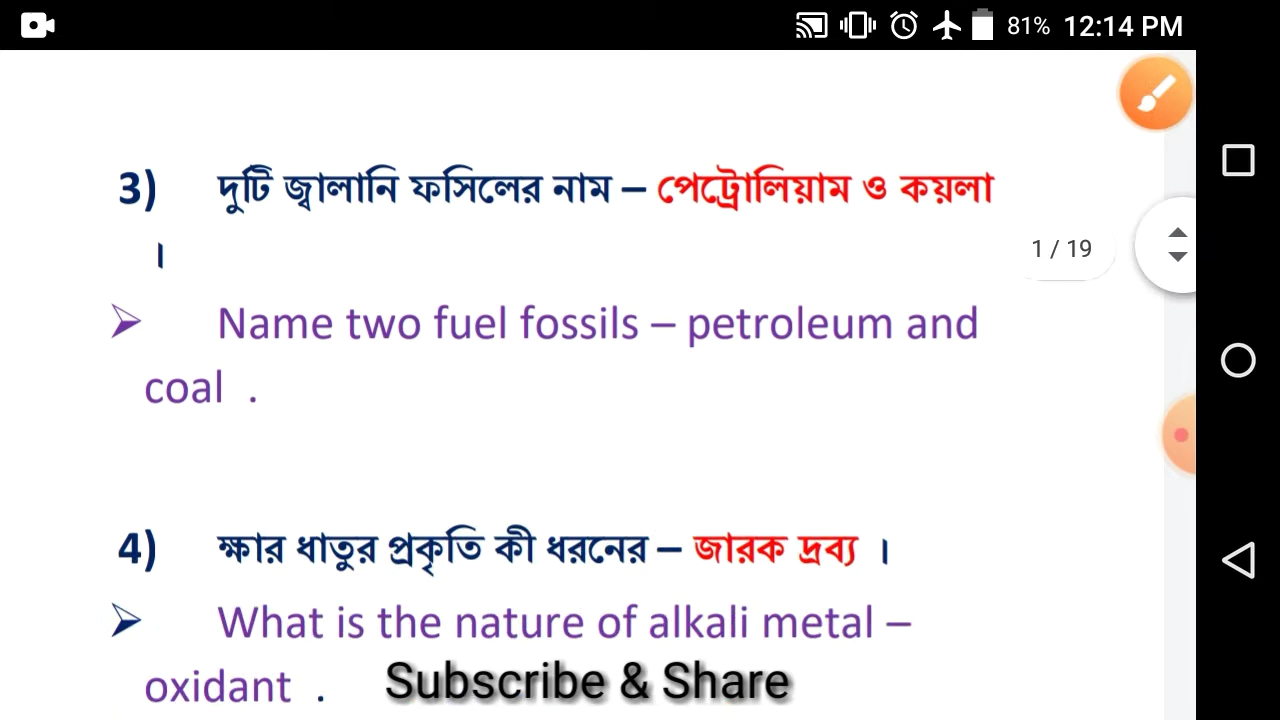 81% 12:14 PM
3) দুটি জ্বালানি ফসিলের নাম – পেট্রোলিয়াম ও কয়লা
।
1 / 19
➢ Name two fuel fossils – petroleum and
coal .
4) ক্ষার ধাতুর প্রকৃতি কী ধরনের – জারক দ্রব্য ।
➢ What is the nature of alkali metal –
oxidant .
Subscribe & Share